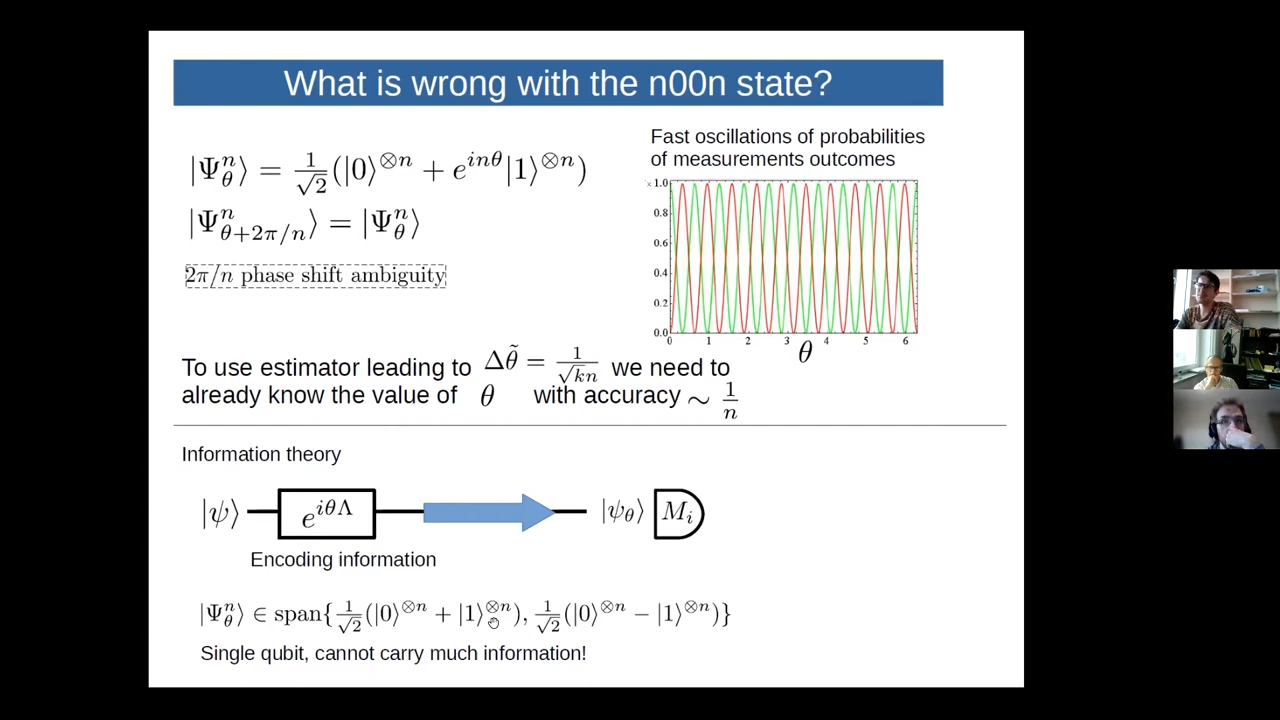 What is wrong with the n00n state?
|Ψ_θ^n⟩ = 1/√2 (|0⟩^{⊗n} + e^{inθ}|1⟩^{⊗n})
|Ψ^n_{θ+2π/n}⟩ = |Ψ^n_θ⟩
2π/n phase shift ambiguity
Fast oscillations of probabilities
of measurements outcomes
1.0
0.8
0.6
0.4
0.2
0.0
0 1 2 3 4 5 6
θ
To use estimator leading to Δθ̃ = 1/(√k n) we need to
already know the value of θ with accuracy ∼ 1/n
Information theory
|ψ⟩ e^{iθΛ} |ψ_θ⟩ M_i
Encoding information
|Ψ_θ^n⟩ ∈ span{1/√2 (|0⟩^{⊗n} + |1⟩^{⊗n}), 1/√2 (|0⟩^{⊗n} − |1⟩^{⊗n})}
Single qubit, cannot carry much information!